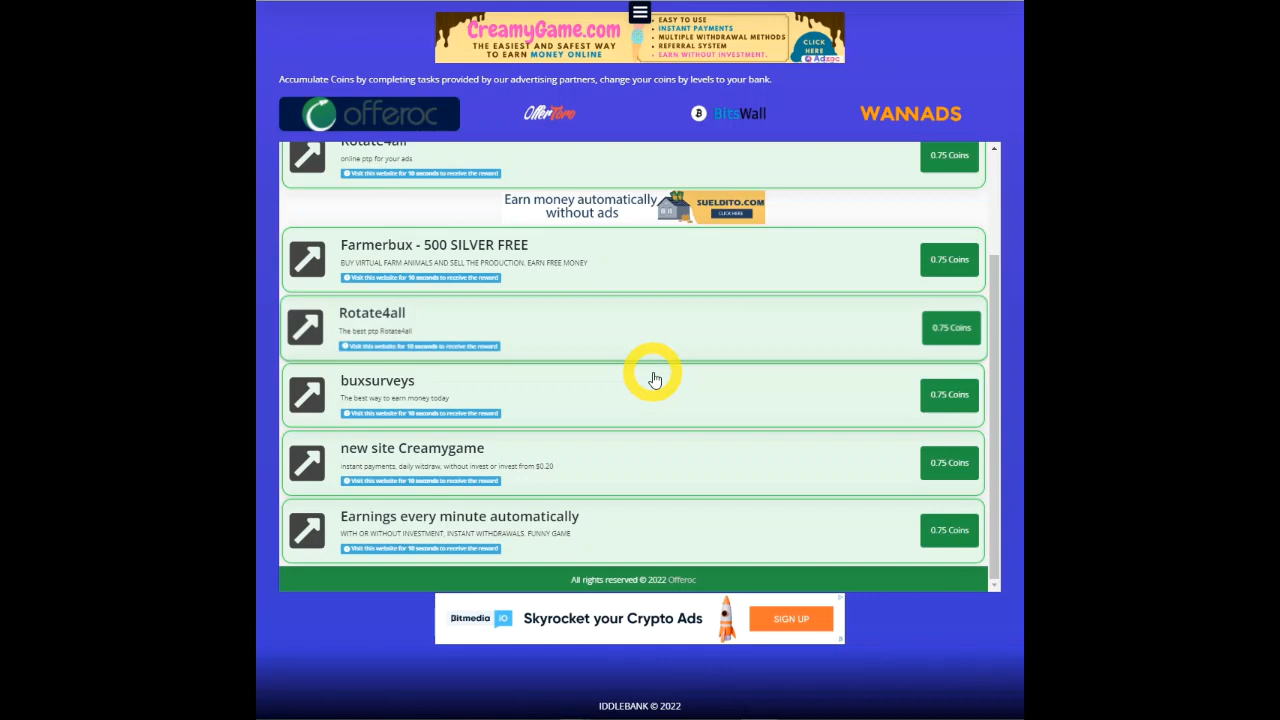 CreamyGame.com
THE EASIEST AND SAFEST WAY
TO EARN MONEY ONLINE
• EASY TO USE
• INSTANT PAYMENTS
• MULTIPLE WITHDRAWAL METHODS
• REFERRAL SYSTEM
• EARN WITHOUT INVESTMENT.
CLICK
HERE
Adzoc
Accumulate Coins by completing tasks provided by our advertising partners, change your coins by levels to your bank.
offeroc
OfferToro
BitsWall
WANNADS
Rotate4all
online ptp for your ads
Visit this website for 10 seconds to receive the reward
0.75 Coins
Earn money automatically
without ads
SUELDITO.COM
CLICK HERE
Farmerbux - 500 SILVER FREE
BUY VIRTUAL FARM ANIMALS AND SELL THE PRODUCTION. EARN FREE MONEY
Visit this website for 10 seconds to receive the reward
0.75 Coins
Rotate4all
The best ptp Rotate4all
Visit this website for 10 seconds to receive the reward
0.75 Coins
buxsurveys
The best way to earn money today
Visit this website for 10 seconds to receive the reward
0.75 Coins
new site Creamygame
instant payments, daily witdraw, without invest or invest from $0.20
Visit this website for 10 seconds to receive the reward
0.75 Coins
Earnings every minute automatically
WITH OR WITHOUT INVESTMENT, INSTANT WITHDRAWALS. FUNNY GAME
Visit this website for 10 seconds to receive the reward
0.75 Coins
All rights reserved © 2022 Offeroc
Bitmedia IO
Skyrocket your Crypto Ads
SIGN UP
IDDLEBANK © 2022